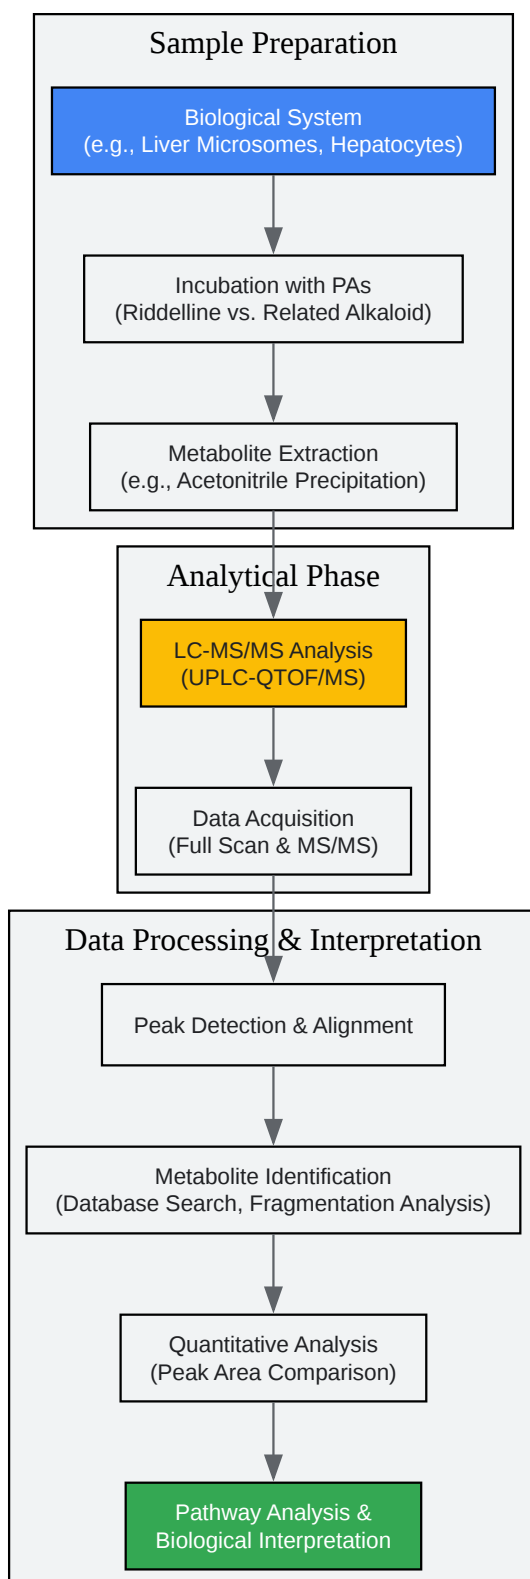 Sample Preparation
Biological System
(e.g., Liver Microsomes, Hepatocytes)
Incubation with PAs
(Riddelline vs. Related Alkaloid)
Metabolite Extraction
(e.g., Acetonitrile Precipitation)
Analytical Phase
LC-MS/MS Analysis
(UPLC-QTOF/MS)
Data Acquisition
(Full Scan & MS/MS)
Data Processing & Interpretation
Peak Detection & Alignment
Metabolite Identification
(Database Search, Fragmentation Analysis)
Quantitative Analysis
(Peak Area Comparison)
Pathway Analysis &
Biological Interpretation